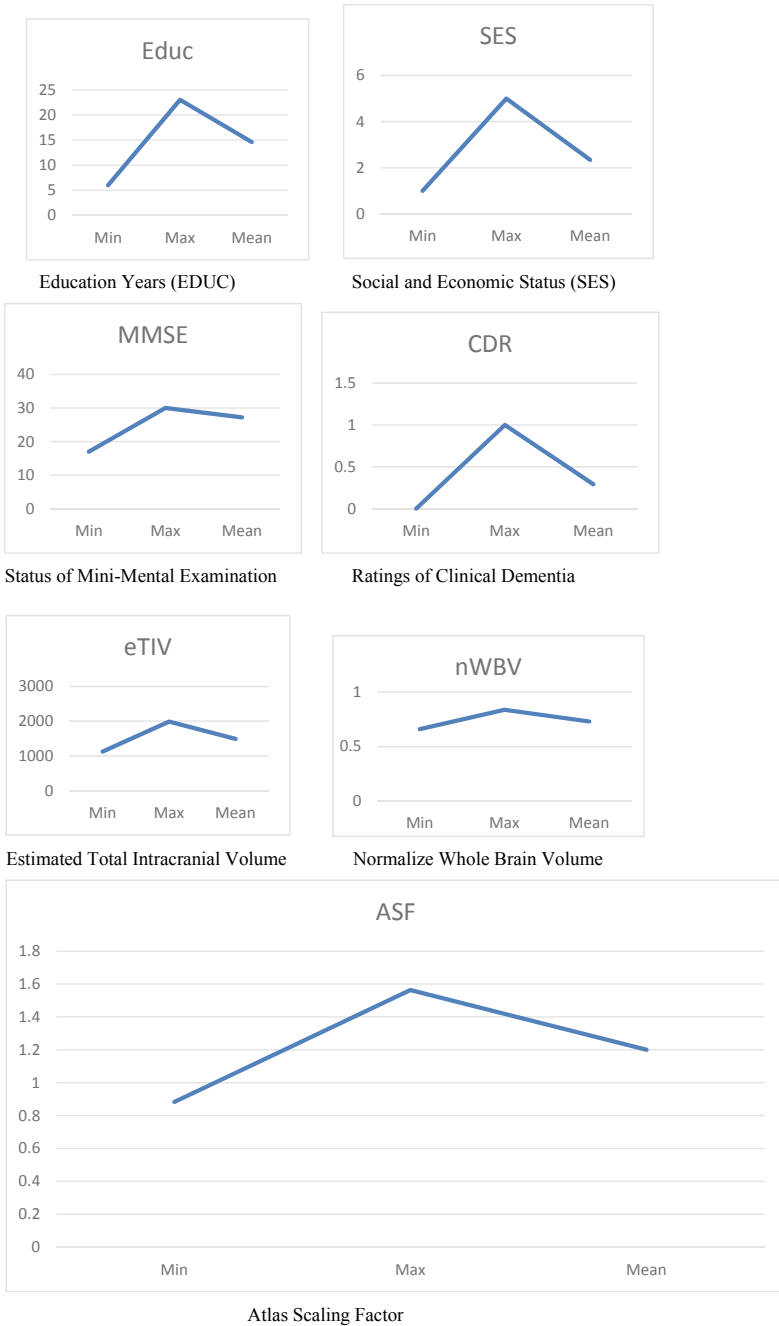 Educ
25
20
15
10
5
0
Min Max Mean
Education Years (EDUC)
SES
6
4
2
0
Min Max Mean
Social and Economic Status (SES)
MMSE
40
30
20
10
0
Min Max Mean
Status of Mini-Mental Examination
CDR
1.5
1
0.5
0
Min Max Mean
Ratings of Clinical Dementia
eTIV
3000
2000
1000
0
Min Max Mean
Estimated Total Intracranial Volume
nWBV
1
0.5
0
Min Max Mean
Normalize Whole Brain Volume
ASF
1.8
1.6
1.4
1.2
1
0.8
0.6
0.4
0.2
0
Min Max Mean
Atlas Scaling Factor